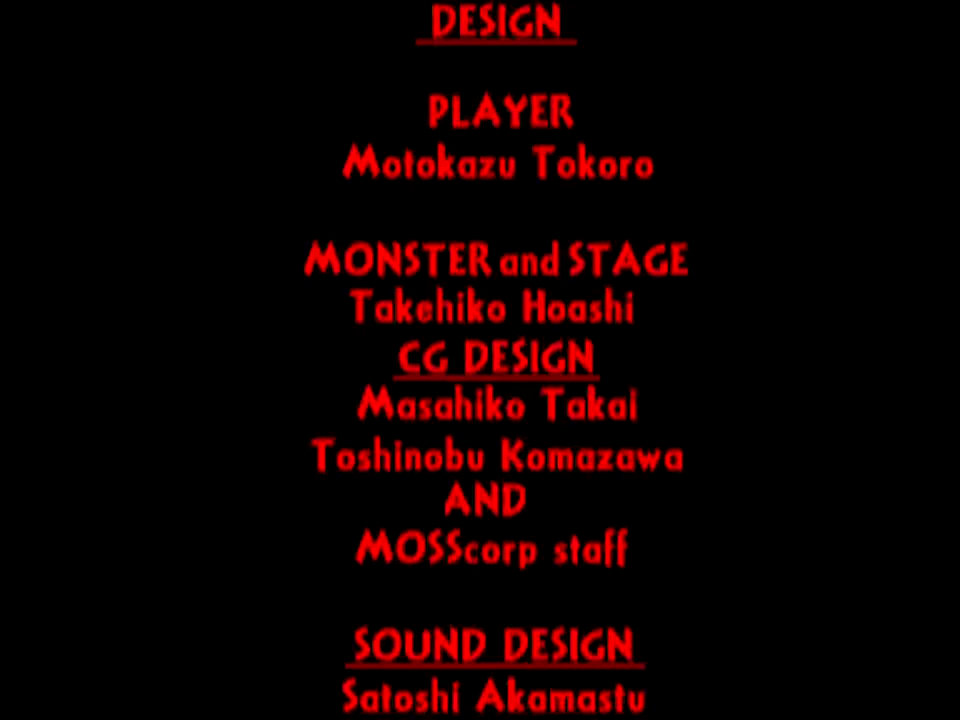 DESIGN
PLAYER
Motokazu Tokoro
MONSTER and STAGE
Takehiko Hoashi
CG DESIGN
Masahiko Takai
Toshinobu Komazawa
AND
MOSScorp staff
SOUND DESIGN
Satoshi Akamastu